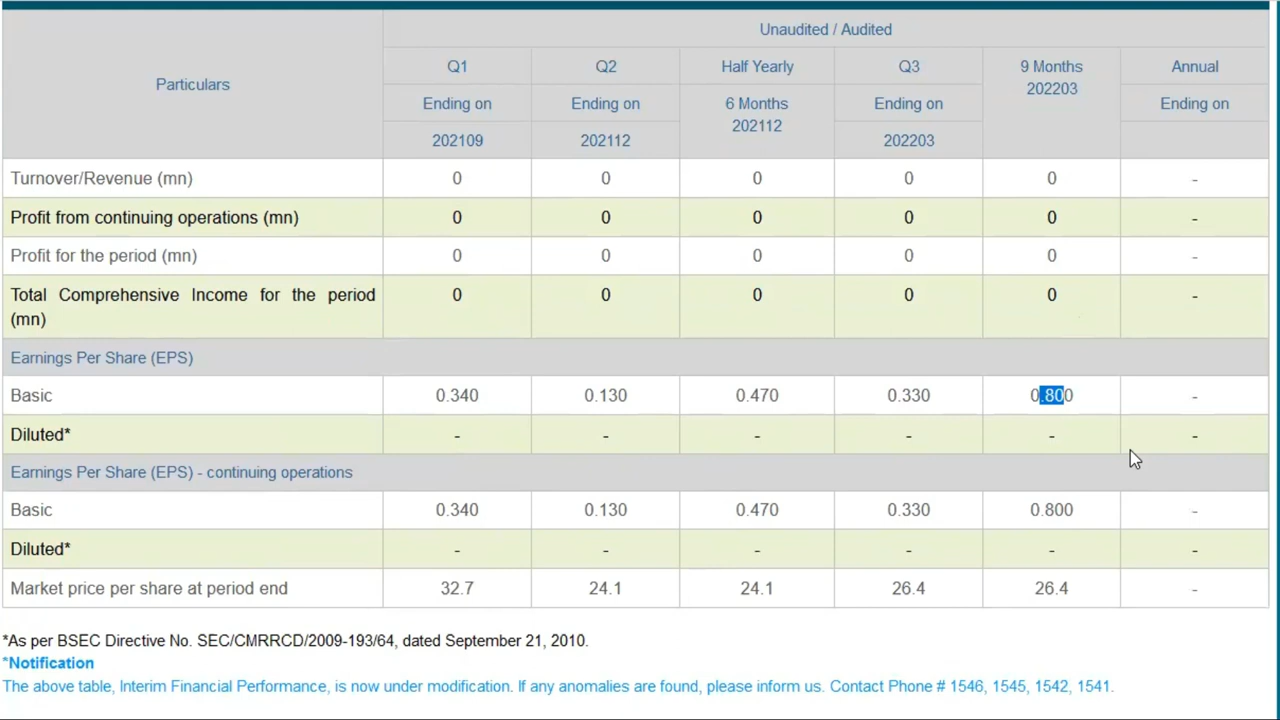 Particulars
Unaudited / Audited
Q1 Q2 Half Yearly Q3 9 Months 202203 Annual
Ending on Ending on 6 Months 202112 Ending on Ending on
202109 202112 202203
Turnover/Revenue (mn) 0 0 0 0 0 -
Profit from continuing operations (mn) 0 0 0 0 0 -
Profit for the period (mn) 0 0 0 0 0 -
Total Comprehensive Income for the period 0 0 0 0 0 -
(mn)
Earnings Per Share (EPS)
Basic 0.340 0.130 0.470 0.330 0.800 -
Diluted* - - - - - -
Earnings Per Share (EPS) - continuing operations
Basic 0.340 0.130 0.470 0.330 0.800 -
Diluted* - - - - - -
Market price per share at period end 32.7 24.1 24.1 26.4 26.4 -
*As per BSEC Directive No. SEC/CMRRCD/2009-193/64, dated September 21, 2010.
*Notification
The above table, Interim Financial Performance, is now under modification. If any anomalies are found, please inform us. Contact Phone # 1546, 1545, 1542, 1541.